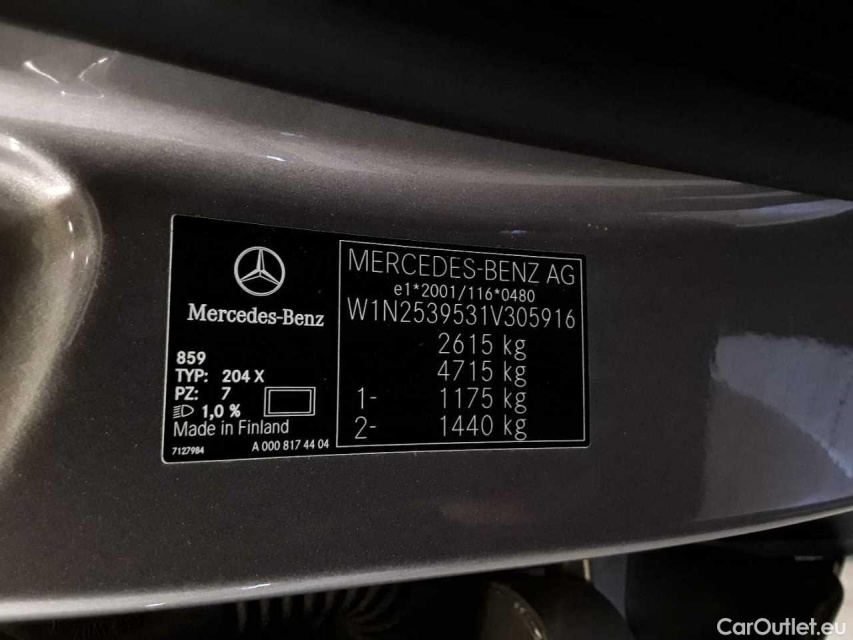 Mercedes-Benz
859
TYP: 204 X
PZ: 7
1,0 %
Made in Finland
7127984
A 000 817 44 04
MERCEDES-BENZ AG
e1*2001/116*0480
W1N2539531V305916
2615 kg
4715 kg
1- 1175 kg
2- 1440 kg
CarOutlet.eu